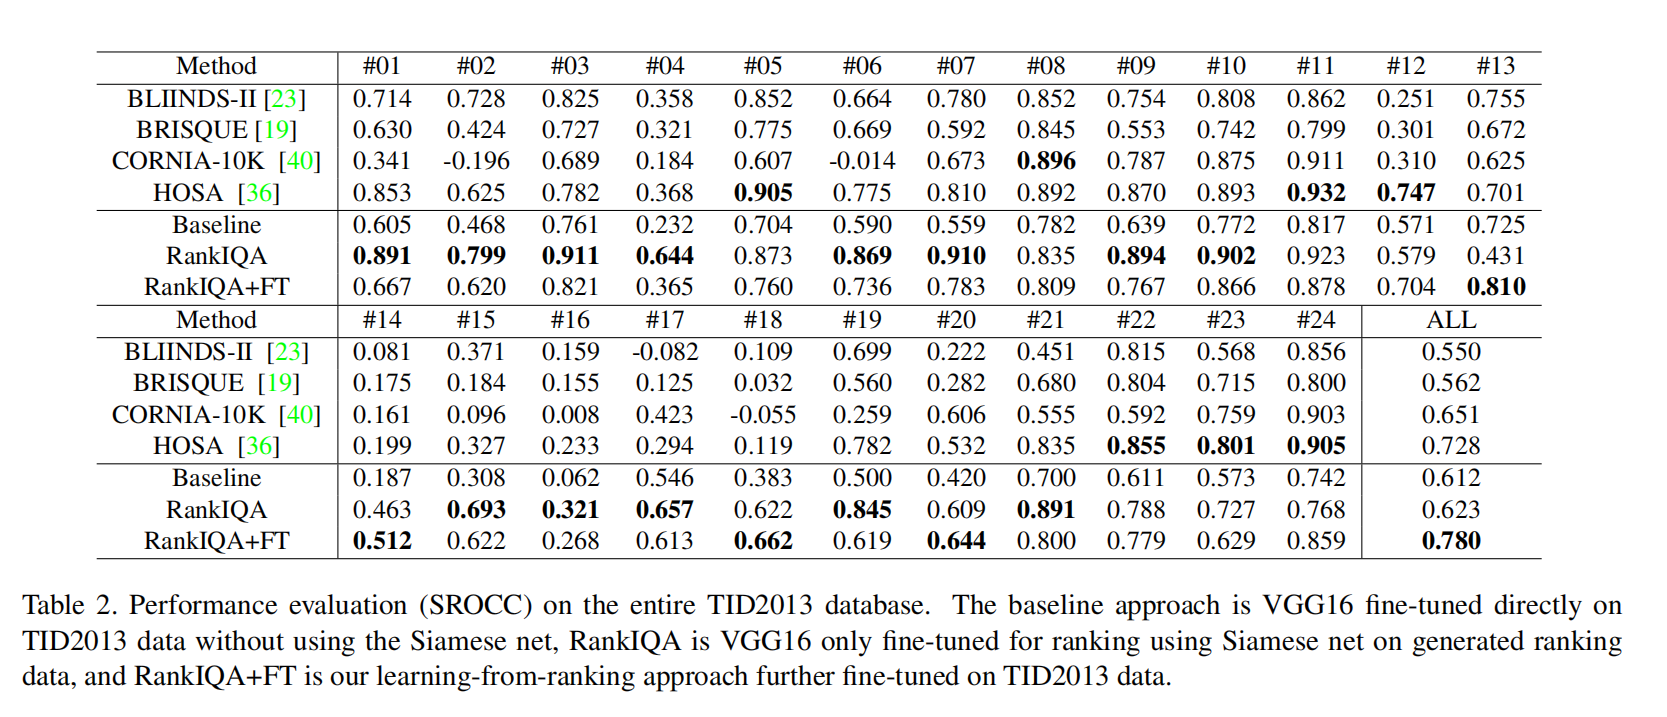 Method #01 #02 #03 #04 #05 #06 #07 #08 #09 #10 #11 #12 #13
BLIINDS-II [23] 0.714 0.728 0.825 0.358 0.852 0.664 0.780 0.852 0.754 0.808 0.862 0.251 0.755
BRISQUE [19] 0.630 0.424 0.727 0.321 0.775 0.669 0.592 0.845 0.553 0.742 0.799 0.301 0.672
CORNIA-10K [40] 0.341 -0.196 0.689 0.184 0.607 -0.014 0.673 0.896 0.787 0.875 0.911 0.310 0.625
HOSA [36] 0.853 0.625 0.782 0.368 0.905 0.775 0.810 0.892 0.870 0.893 0.932 0.747 0.701
Baseline 0.605 0.468 0.761 0.232 0.704 0.590 0.559 0.782 0.639 0.772 0.817 0.571 0.725
RankIQA 0.891 0.799 0.911 0.644 0.873 0.869 0.910 0.835 0.894 0.902 0.923 0.579 0.431
RankIQA+FT 0.667 0.620 0.821 0.365 0.760 0.736 0.783 0.809 0.767 0.866 0.878 0.704 0.810
Method #14 #15 #16 #17 #18 #19 #20 #21 #22 #23 #24 ALL
BLIINDS-II [23] 0.081 0.371 0.159 -0.082 0.109 0.699 0.222 0.451 0.815 0.568 0.856 0.550
BRISQUE [19] 0.175 0.184 0.155 0.125 0.032 0.560 0.282 0.680 0.804 0.715 0.800 0.562
CORNIA-10K [40] 0.161 0.096 0.008 0.423 -0.055 0.259 0.606 0.555 0.592 0.759 0.903 0.651
HOSA [36] 0.199 0.327 0.233 0.294 0.119 0.782 0.532 0.835 0.855 0.801 0.905 0.728
Baseline 0.187 0.308 0.062 0.546 0.383 0.500 0.420 0.700 0.611 0.573 0.742 0.612
RankIQA 0.463 0.693 0.321 0.657 0.622 0.845 0.609 0.891 0.788 0.727 0.768 0.623
RankIQA+FT 0.512 0.622 0.268 0.613 0.662 0.619 0.644 0.800 0.779 0.629 0.859 0.780
Table 2. Performance evaluation (SROCC) on the entire TID2013 database. The baseline approach is VGG16 fine-tuned directly on
TID2013 data without using the Siamese net, RankIQA is VGG16 only fine-tuned for ranking using Siamese net on generated ranking
data, and RankIQA+FT is our learning-from-ranking approach further fine-tuned on TID2013 data.